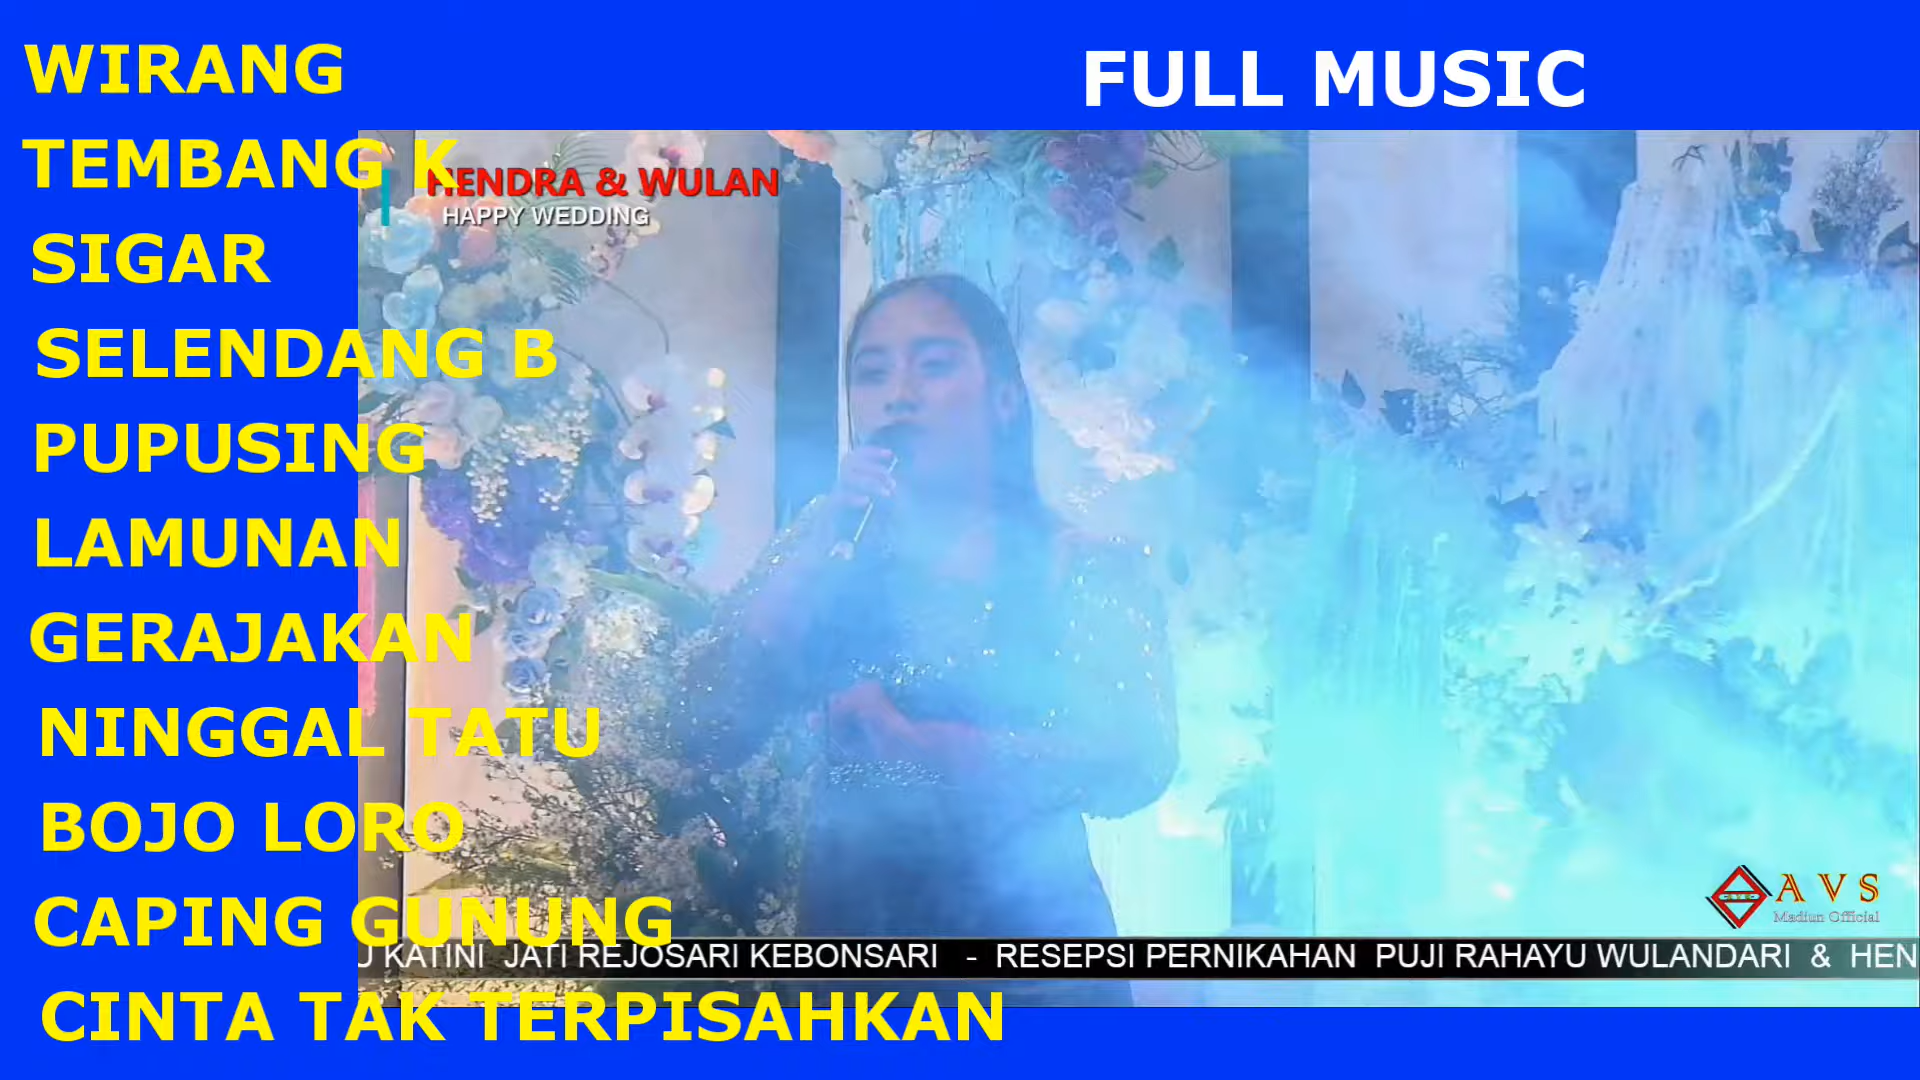 WIRANG
FULL MUSIC
TEMBANG K
HENDRA & WULAN
HAPPY WEDDING
SIGAR
SELENDANG B
PUPUSING
LAMUNAN
GERAJAKAN
NINGGAL TATU
BOJO LORO
AVS
Madiun Official
CAPING GUNUNG
U KATINI JATI REJOSARI KEBONSARI - RESEPSI PERNIKAHAN PUJI RAHAYU WULANDARI & HEN
CINTA TAK TERPISAHKAN